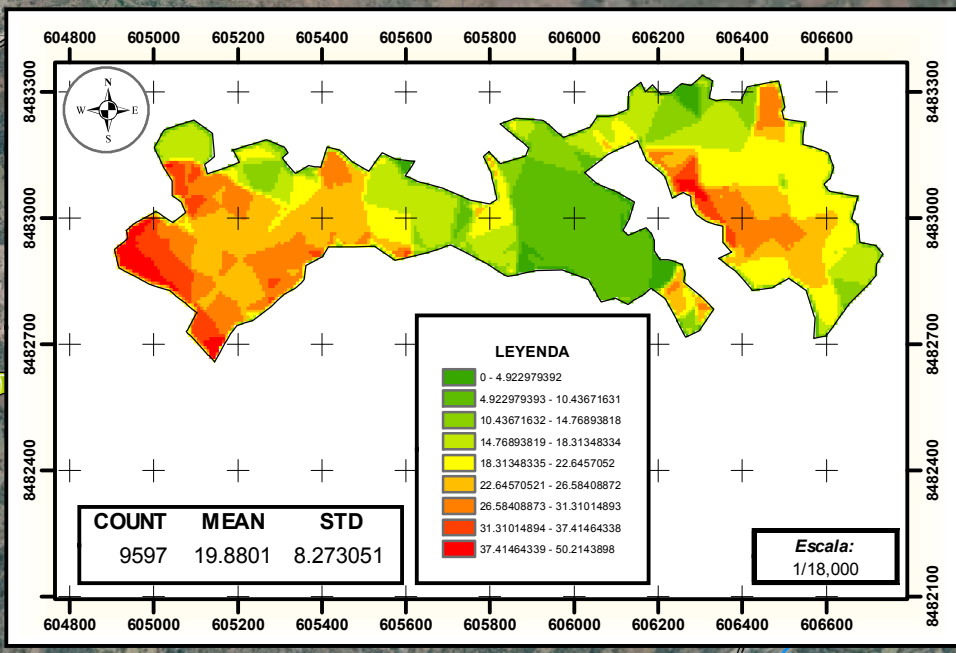 604800 605000 605200 605400 605600 605800 606000 606200 606400 606600
8483300 8483300
N
W E
S
8483000 8483000
8482700 8482700
LEYENDA
0 - 4.922979392
4.922979393 - 10.43671631
10.43671632 - 14.76893818
14.76893819 - 18.31348334
18.31348335 - 22.6457052
22.64570521 - 26.58408872
26.58408873 - 31.31014893
31.31014894 - 37.41464338
37.41464339 - 50.2143898
8482400 8482400
COUNT MEAN STD
9597 19.8801 8.273051
Escala:
1/18,000
8482100
604800 605000 605200 605400 605600 605800 606000 606200 606400 606600